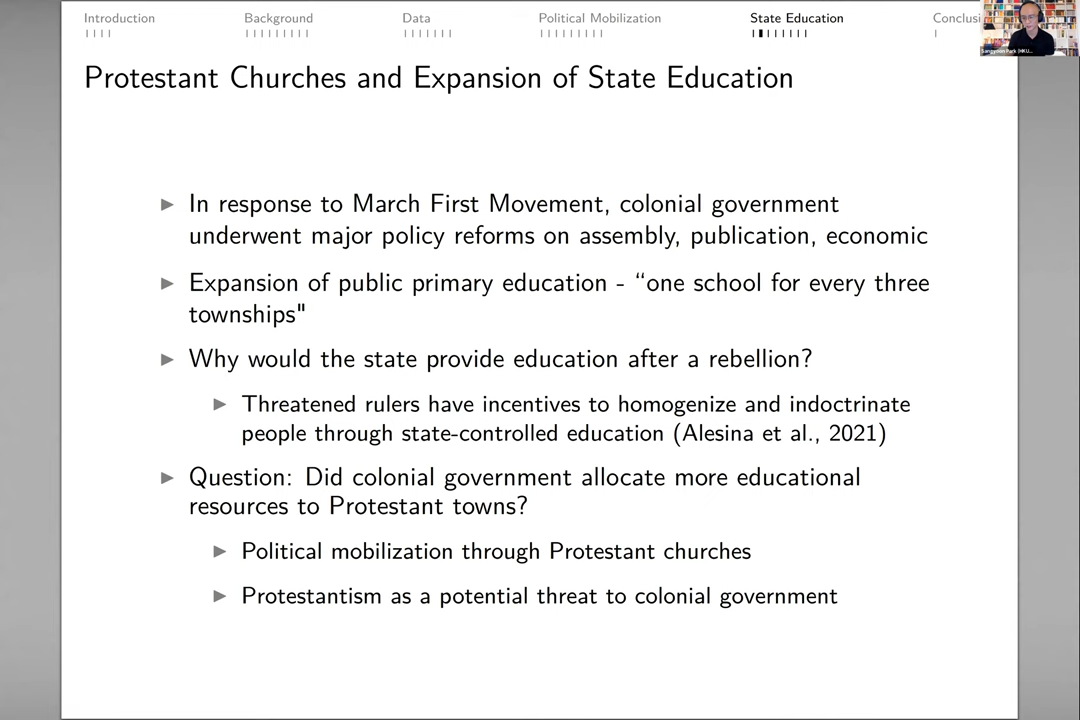 Introduction
Background
Data
Political Mobilization
State Education
Conclusi
Protestant Churches and Expansion of State Education
▶ In response to March First Movement, colonial government
underwent major policy reforms on assembly, publication, economic
▶ Expansion of public primary education - “one school for every three
townships"
▶ Why would the state provide education after a rebellion?
▶ Threatened rulers have incentives to homogenize and indoctrinate
people through state-controlled education (Alesina et al., 2021)
▶ Question: Did colonial government allocate more educational
resources to Protestant towns?
▶ Political mobilization through Protestant churches
▶ Protestantism as a potential threat to colonial government
Sangyoon Park (HKU...